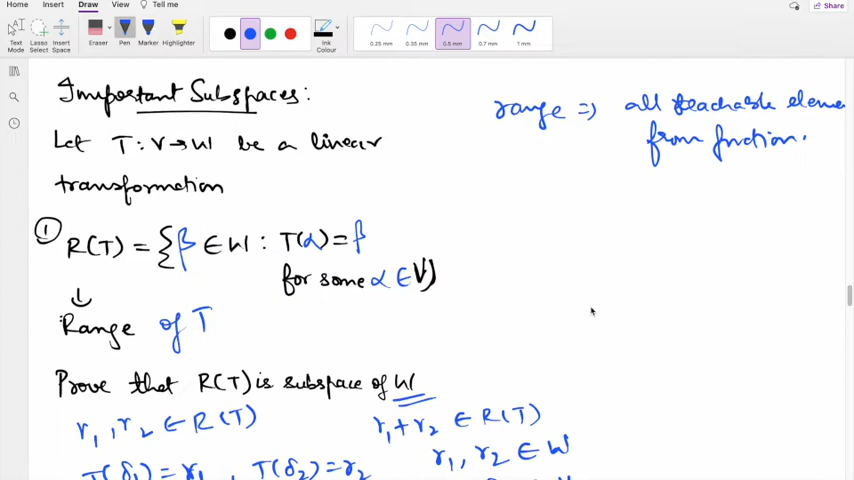 Home Insert Draw View Tell me
Share
Text Mode
Lasso Select
Insert Space
Eraser
Pen
Marker
Highlighter
Ink Colour
0.25 mm
0.35 mm
0.5 mm
0.7 mm
1 mm
Important Subspaces:
range => all reachable eleme
from function.
Let T: V→W be a linear
transformation
① R(T) = {β ∈ W : T(α) = β
for some α ∈ V}
↓
Range of T
Prove that R(T) is subspace of W
r₁, r₂ ∈ R(T)
r₁ + r₂ ∈ R(T)
T(δ₁) = r₁, T(δ₂) = r₂
r₁, r₂ ∈ W